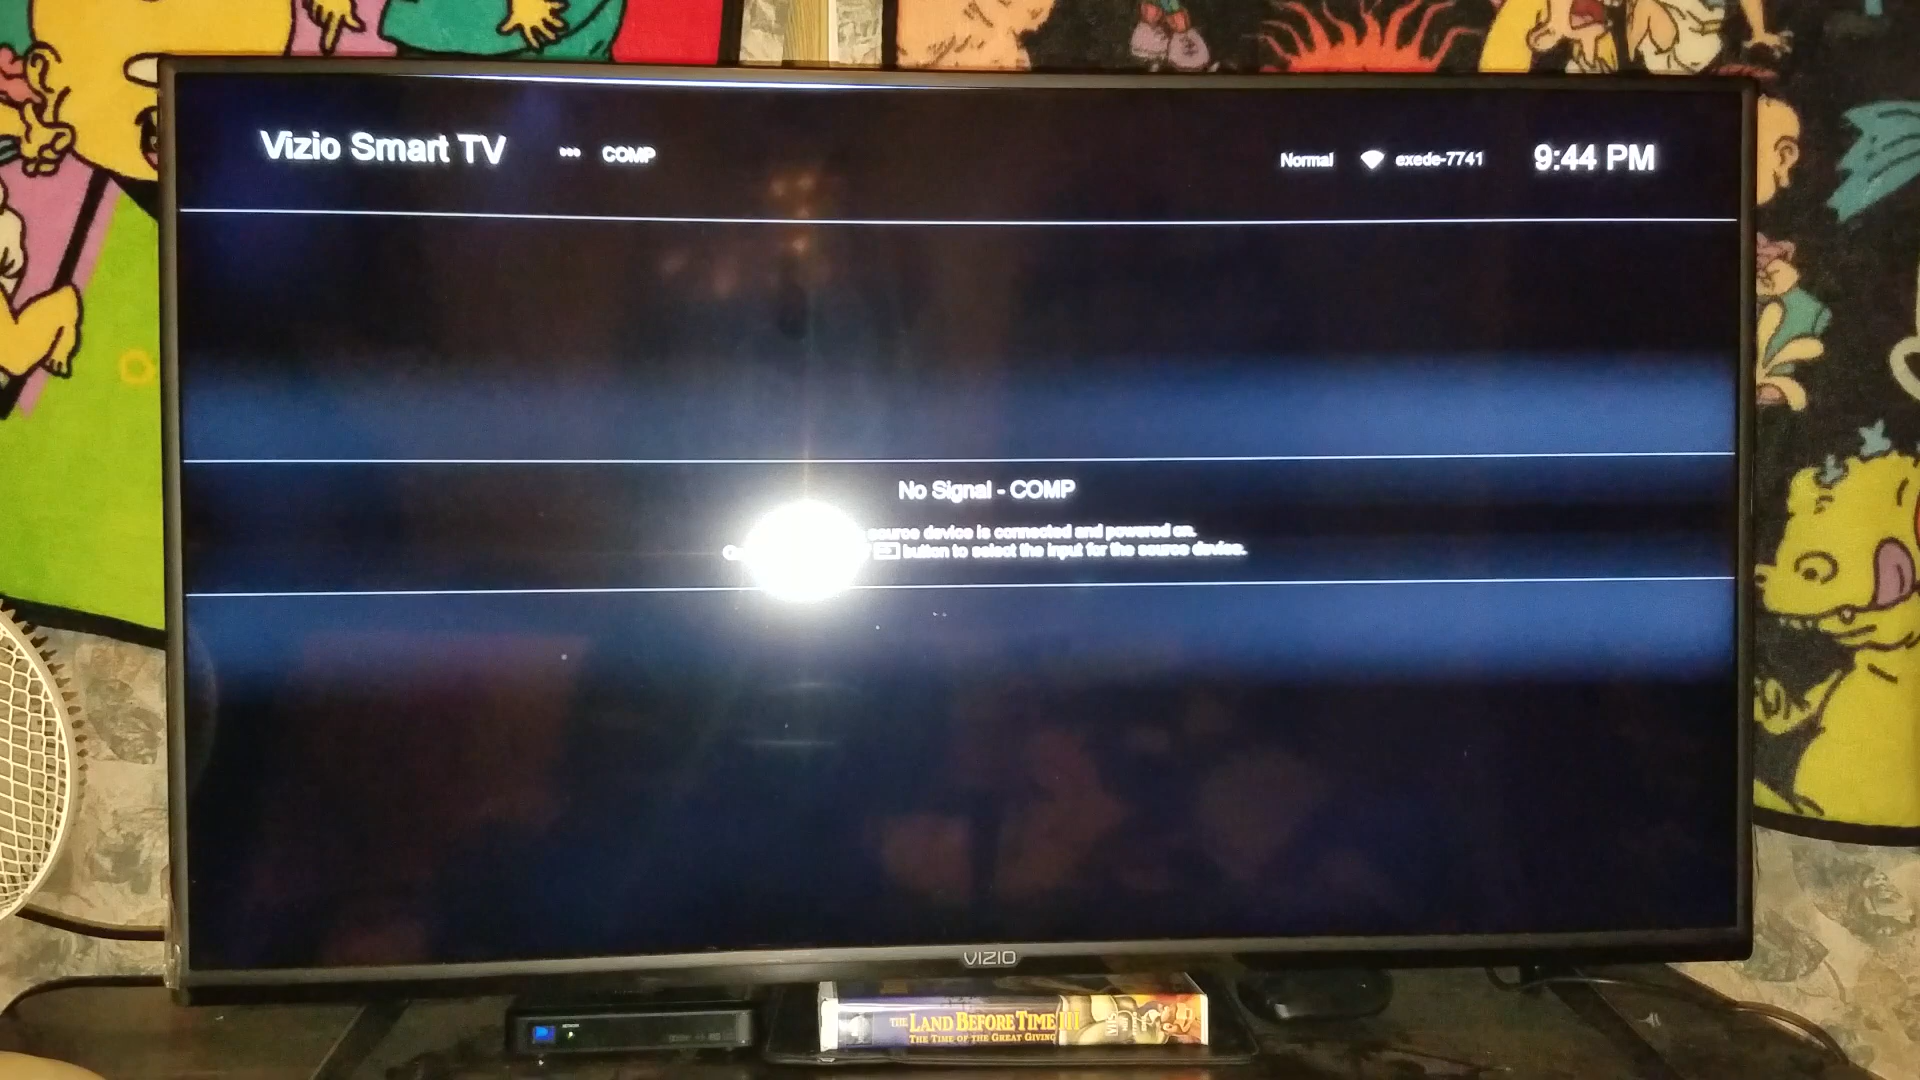 Vizio Smart TV ••• COMP Normal exede-7741 9:44 PM
No Signal - COMP
source device is connected and powered on.
button to select the input for the source device.
VIZIO
THE LAND BEFORE TIME III
THE TIME OF THE GREAT GIVING
VHS